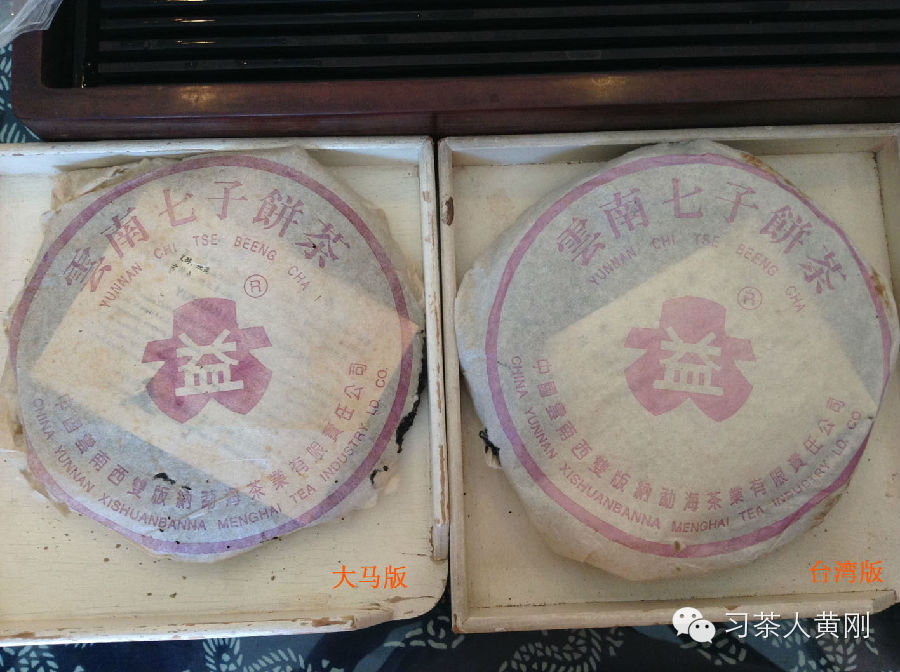 雲南七子餅茶
YUNNAN CHI TSE BEENG CHA
R
益
中國雲南西雙版納勐海茶業有限責任公司
CHINA YUNNAN XISHUANBANNA MENGHAI TEA INDUSTRY LD. CO.
大马版
雲南七子餅茶
YUNNAN CHI TSE BEENG CHA
R
益
中國雲南西雙版納勐海茶業有限責任公司
CHINA YUNNAN XISHUANBANNA MENGHAI TEA INDUSTRY LD. CO
台湾版
习茶人黄刚